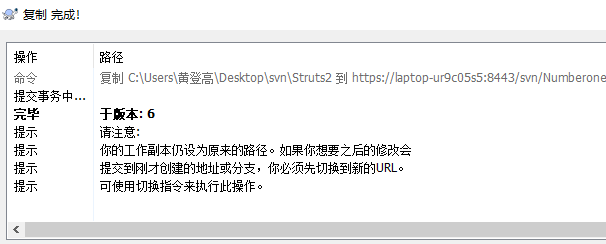 复制 完成!
操作 路径
命令 复制 C:\Users\黄登高\Desktop\svn\Struts2 到 https://laptop-ur9c05s5:8443/svn/Numberone
提交事务中...
完毕 于版本: 6
提示 请注意:
提示 你的工作副本仍设为原来的路径。如果你想要之后的修改会
提示 提交到刚才创建的地址或分支，你必须先切换到新的URL。
提示 可使用切换指令来执行此操作。